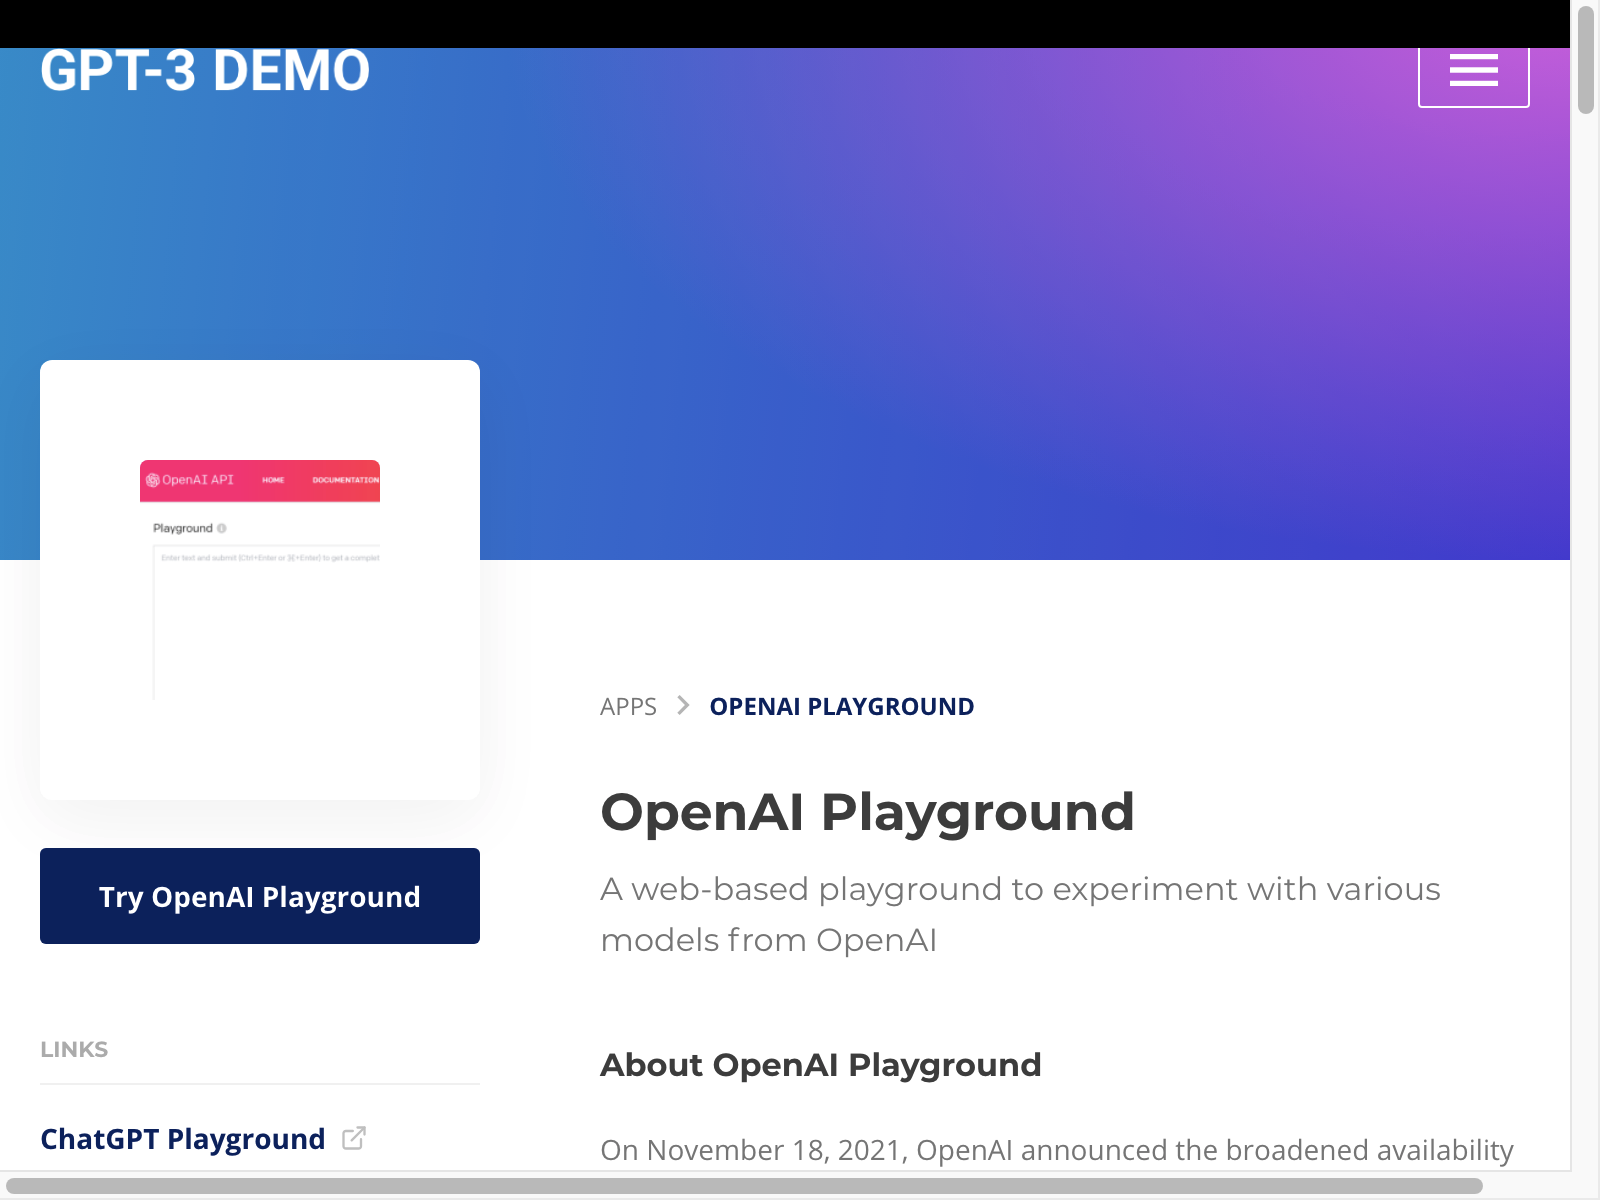 GPT-3 DEMO
OpenAI API HOME DOCUMENTATION
Playground
Enter text and submit (Ctrl+Enter or ⌘+Enter) to get a complet
Try OpenAI Playground
LINKS
ChatGPT Playground
APPS OPENAI PLAYGROUND
OpenAI Playground
A web-based playground to experiment with various
models from OpenAI
About OpenAI Playground
On November 18, 2021, OpenAI announced the broadened availability